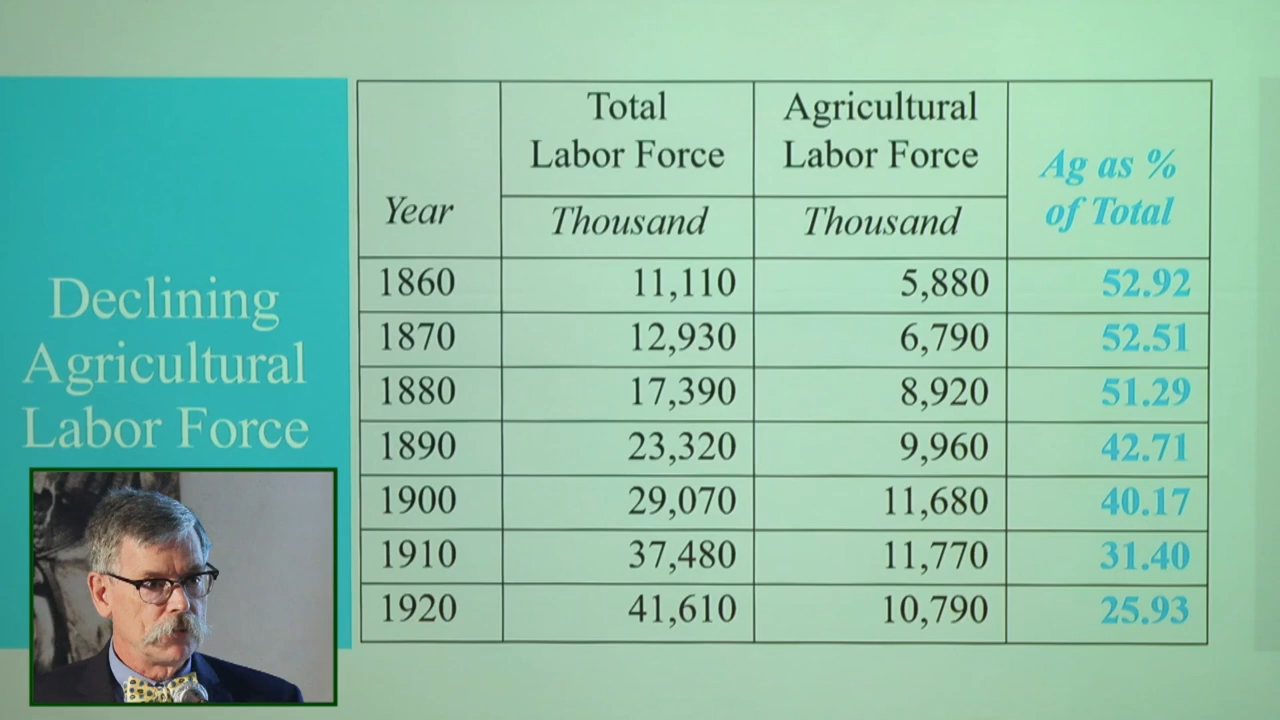 Declining
Agricultural
Labor Force
Total Agricultural
Labor Force Labor Force Ag as %
Year Thousand Thousand of Total
1860 11,110 5,880 52.92
1870 12,930 6,790 52.51
1880 17,390 8,920 51.29
1890 23,320 9,960 42.71
1900 29,070 11,680 40.17
1910 37,480 11,770 31.40
1920 41,610 10,790 25.93